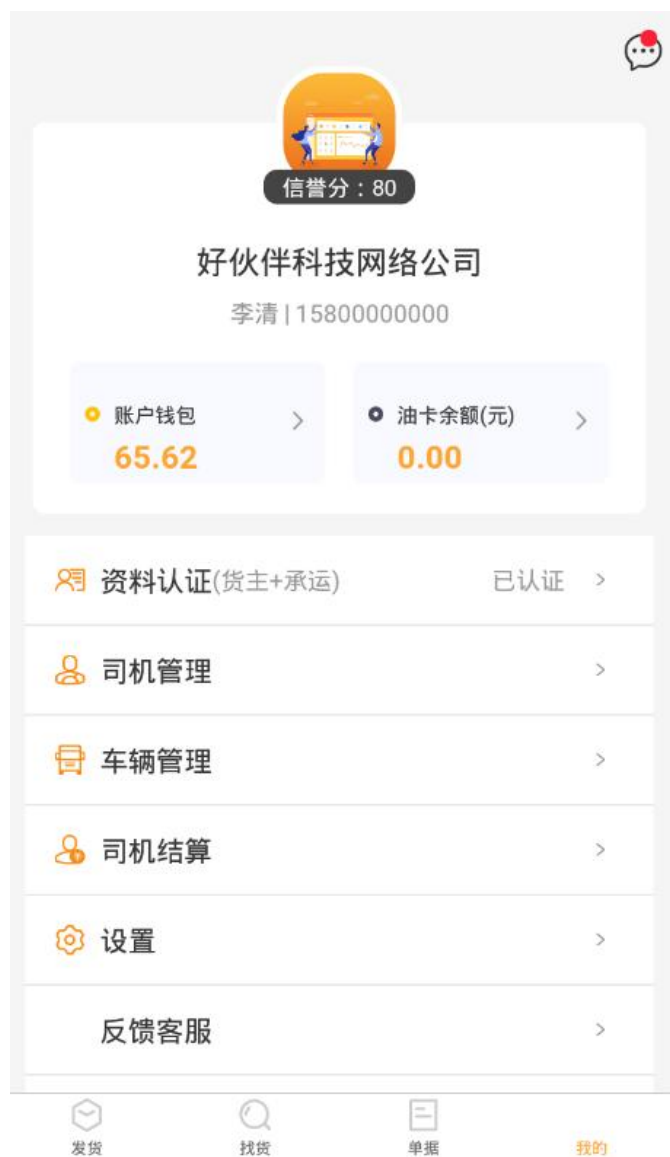 信誉分：80
好伙伴科技网络公司
李清 | 15800000000
账户钱包 油卡余额(元)
65.62 0.00
资料认证(货主+承运) 已认证
司机管理
车辆管理
司机结算
设置
反馈客服
发货 找货 单据 我的